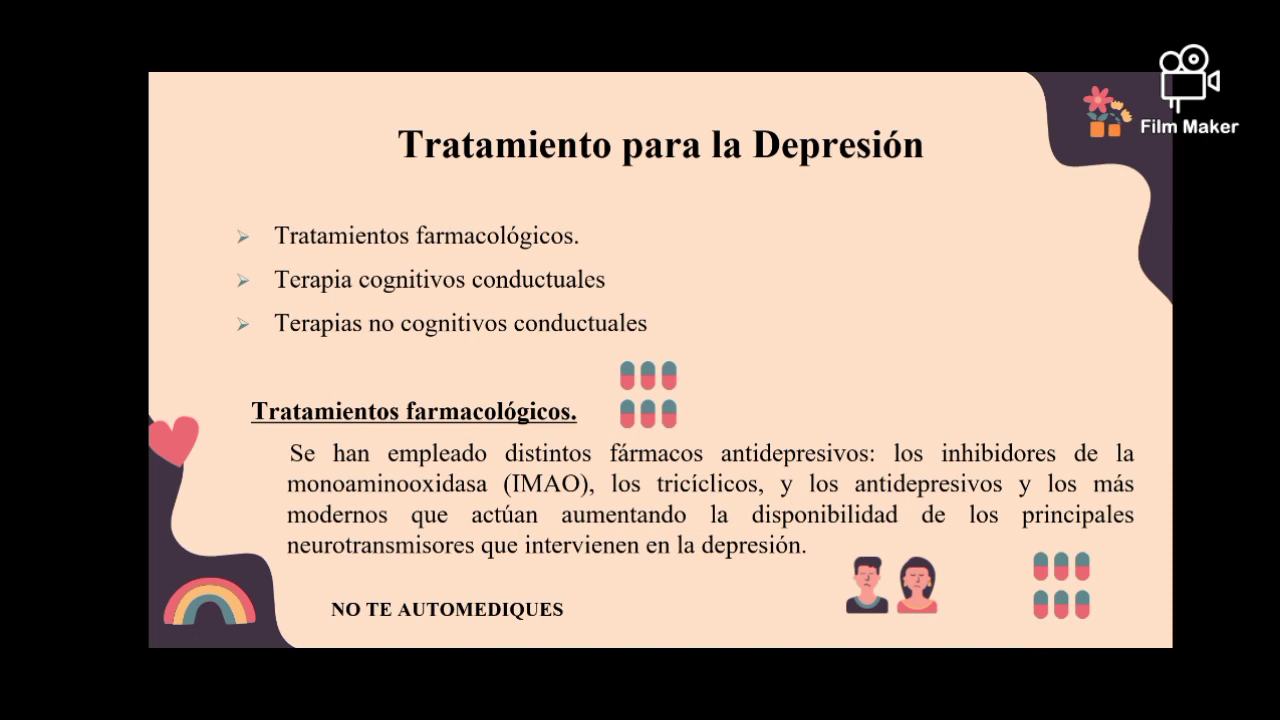 Film Maker
Tratamiento para la Depresión
Tratamientos farmacológicos.
Terapia cognitivos conductuales
Terapias no cognitivos conductuales
Tratamientos farmacológicos.
Se han empleado distintos fármacos antidepresivos: los inhibidores de la
monoaminooxidasa (IMAO), los tricíclicos, y los antidepresivos y los más
modernos que actúan aumentando la disponibilidad de los principales
neurotransmisores que intervienen en la depresión.
NO TE AUTOMEDIQUES